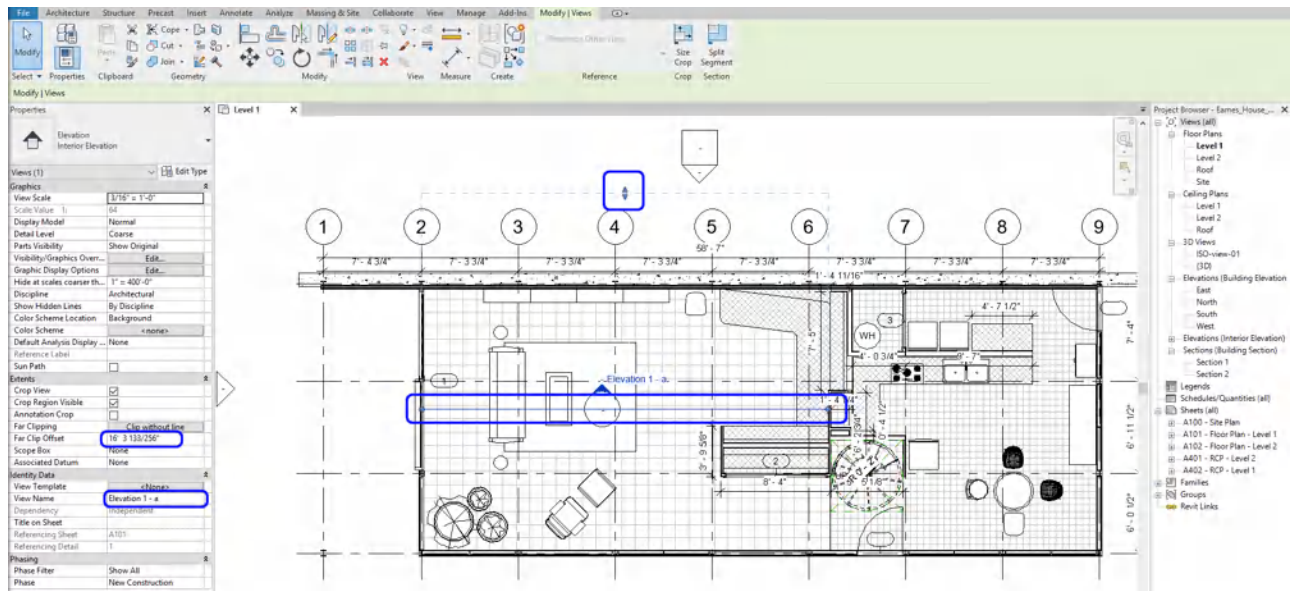 File Architecture Structure Precast Insert Annotate Analyze Massing & Site Collaborate View Manage Add-Ins Modify | Views
Modify
Paste
Cope
Cut
Join
Size Crop
Split Segment
Select Properties Clipboard Geometry Modify View Measure Create Reference Crop Section
Modify | Views
Properties X
Level 1 X
Elevation
Interior Elevation
Views (1) Edit Type
Graphics
View Scale 3/16" = 1'-0"
Scale Value 1: 64
Display Model Normal
Detail Level Coarse
Parts Visibility Show Original
Visibility/Graphics Overr... Edit...
Graphic Display Options Edit...
Hide at scales coarser th... 1" = 400'-0"
Discipline Architectural
Show Hidden Lines By Discipline
Color Scheme Location Background
Color Scheme <none>
Default Analysis Display ... None
Reference Label
Sun Path
Extents
Crop View
Crop Region Visible
Annotation Crop
Far Clipping Clip without line
Far Clip Offset 16' 3 133/256"
Scope Box None
Associated Datum None
Identity Data
View Template <None>
View Name Elevation 1 - a
Dependency Independent
Title on Sheet
Referencing Sheet A101
Referencing Detail 1
Phasing
Phase Filter Show All
Phase New Construction
1 2 3 4 5 6 7 8 9
58' - 7"
7' - 4 3/4" 7' - 3 3/4" 7' - 3 3/4" 7' - 3 3/4" 7' - 3 3/4" 7' - 3 3/4" 7' - 3 3/4" 7' - 3 3/4"
1' - 4 11/16"
4' - 7 1/2"
3
WH
7' - 5"
7' - 4"
4' - 0 3/4"
9' - 7"
1
Elevation 1 - a
6' - 11 1/2"
3' - 9 5/8"
2
8' - 4"
6' - 0 1/2"
Project Browser - Eames_House_... X
Views (all)
Floor Plans
Level 1
Level 2
Roof
Site
Ceiling Plans
Level 1
Level 2
Roof
3D Views
ISO-view-01
{3D}
Elevations (Building Elevation
East
North
South
West
Elevations (Interior Elevation)
Sections (Building Section)
Section 1
Section 2
Legends
Schedules/Quantities (all)
Sheets (all)
A100 - Site Plan
A101 - Floor Plan - Level 1
A102 - Floor Plan - Level 2
A401 - RCP - Level 2
A402 - RCP - Level 1
Families
Groups
Revit Links